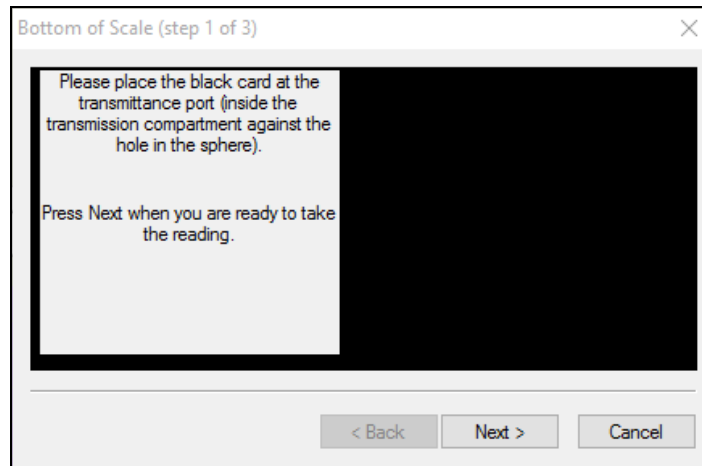 Bottom of Scale (step 1 of 3)
Please place the black card at the
transmittance port (inside the
transmission compartment against the
hole in the sphere).
Press Next when you are ready to take
the reading.
< Back
Next >
Cancel